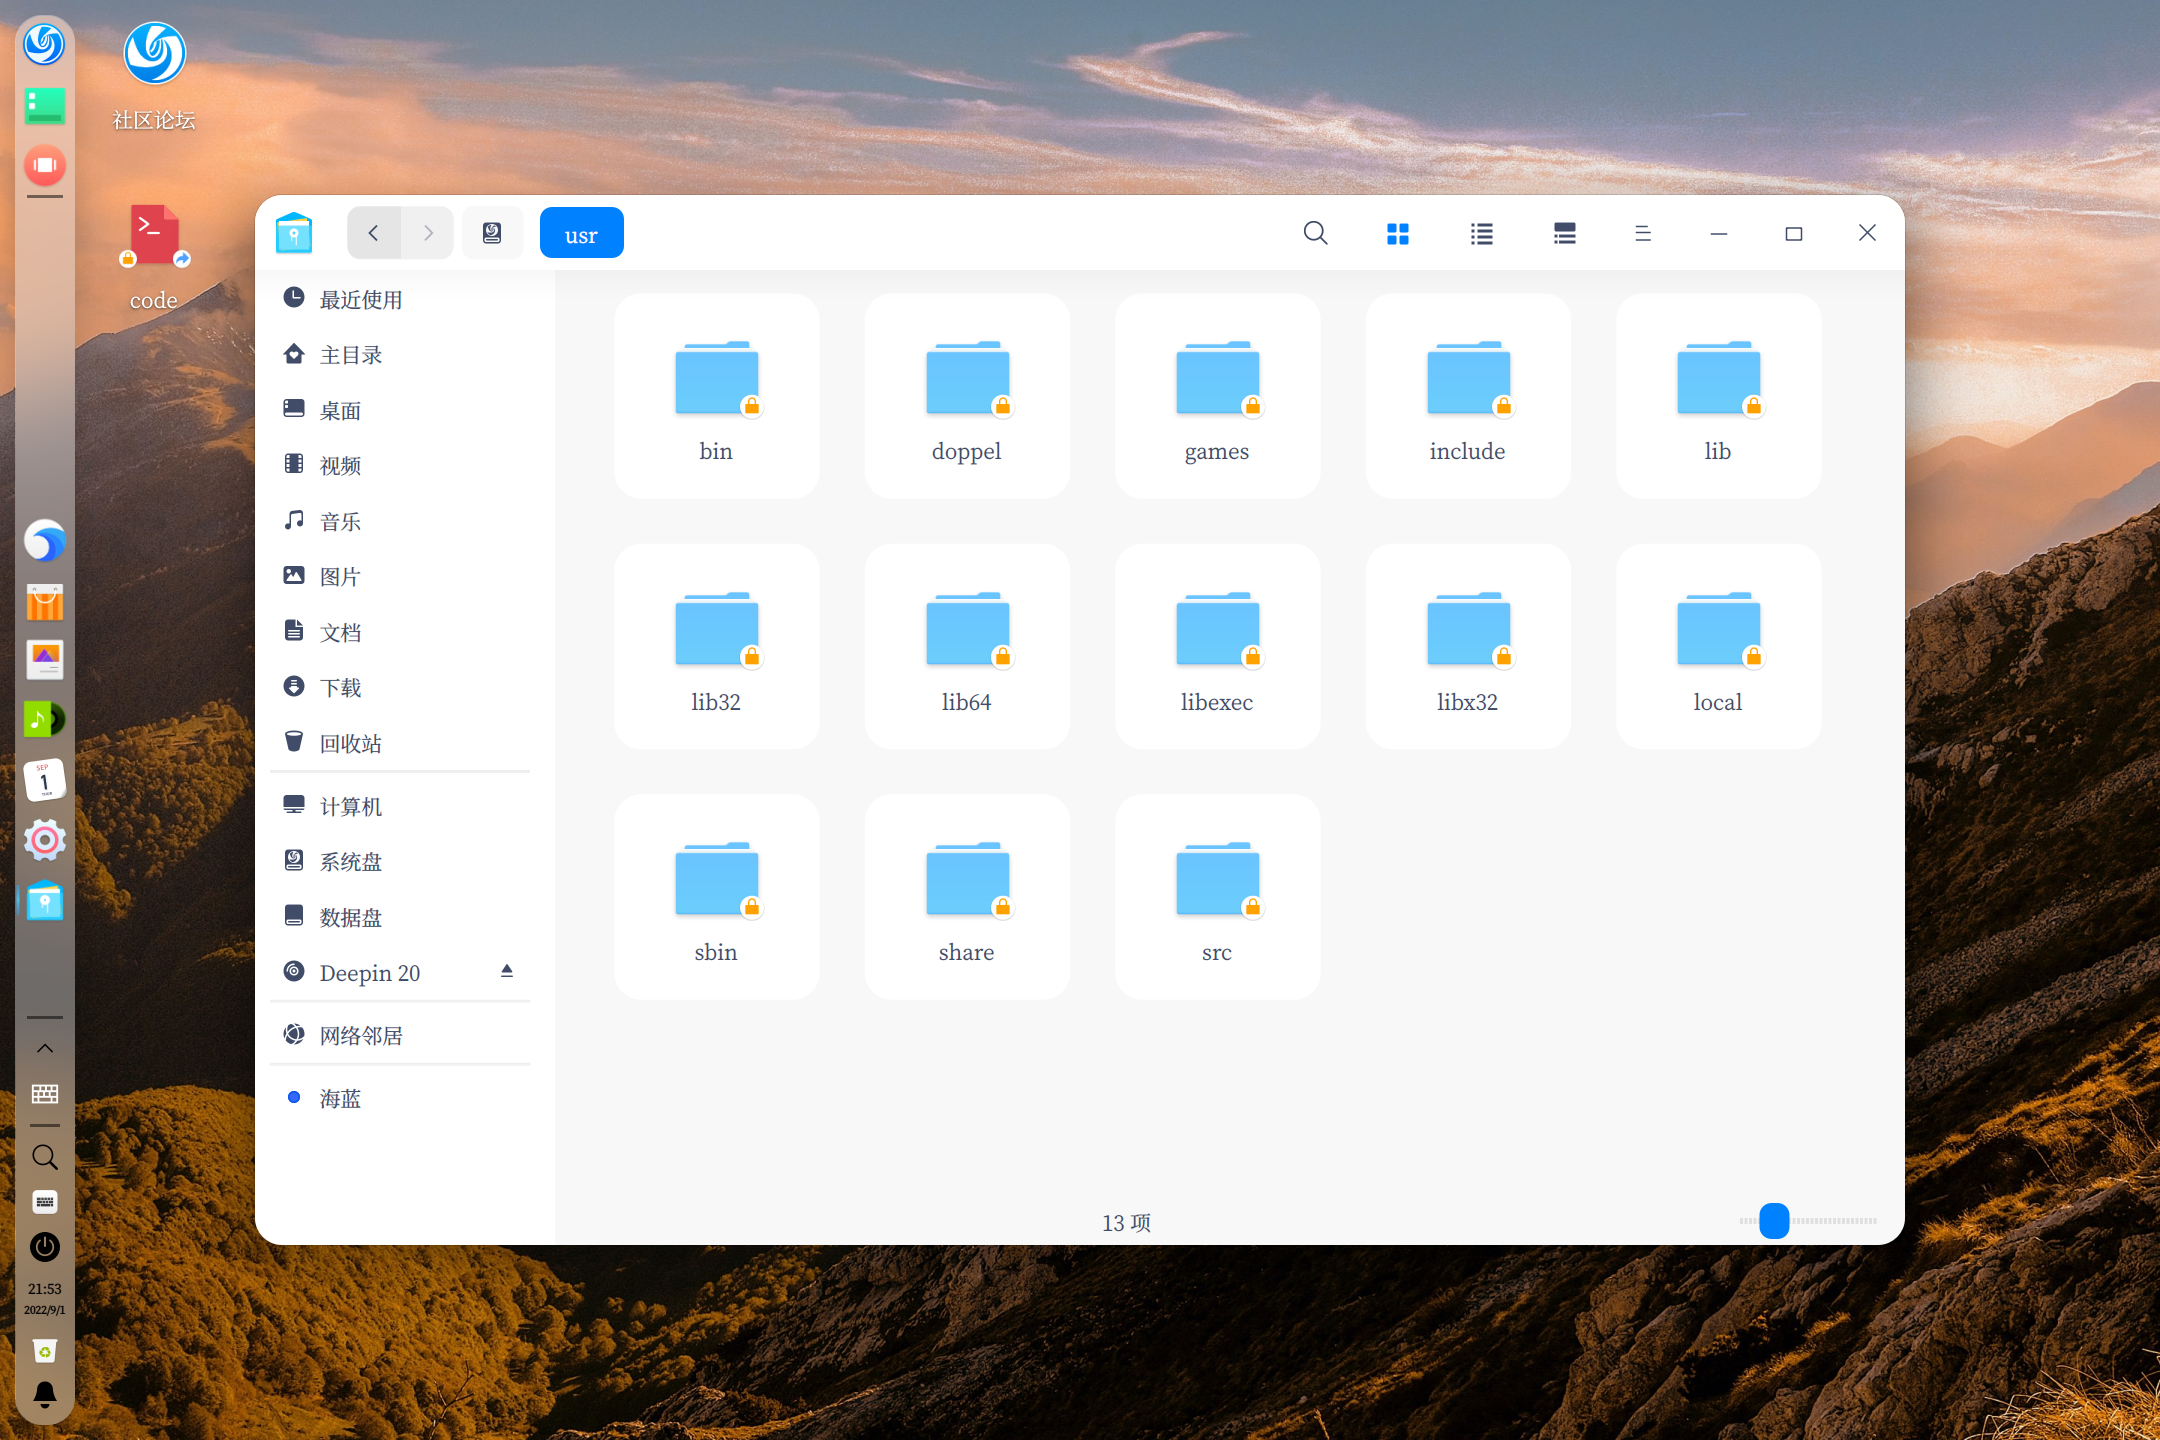 社区论坛
code
usr
最近使用
主目录
桌面
视频
音乐
图片
文档
下载
回收站
计算机
系统盘
数据盘
Deepin 20
网络邻居
海蓝
bin
doppel
games
include
lib
lib32
lib64
libexec
libx32
local
sbin
share
src
13 项
SEP
1
21:53
2022/9/1